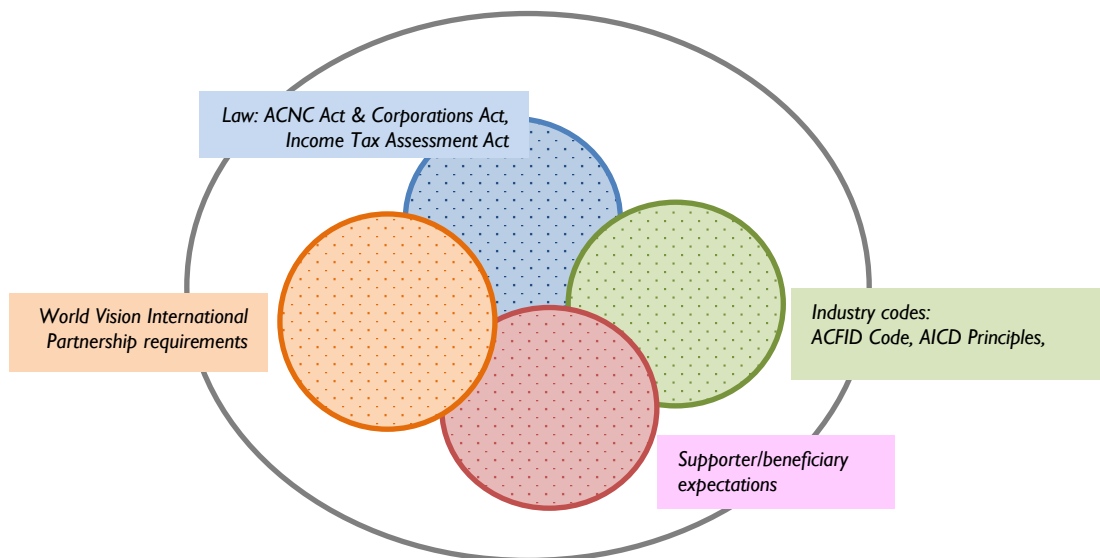 Law: ACNC Act & Corporations Act,
Income Tax Assessment Act
World Vision International
Partnership requirements
Industry codes:
ACFID Code, AICD Principles,
Supporter/beneficiary
expectations